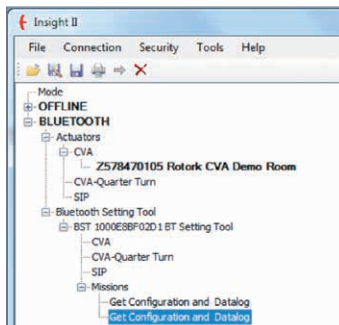 Insight II
File Connection Security Tools Help
Mode
OFFLINE
BLUETOOTH
Actuators
CVA
Z578470105 Rotork CVA Demo Room
CVA-Quarter Turn
SIP
Bluetooth Setting Tool
BST 1000E8BF02D1 BT Setting Tool
CVA
CVA-Quarter Turn
SIP
Missions
Get Configuration and Datalog
Get Configuration and Datalog